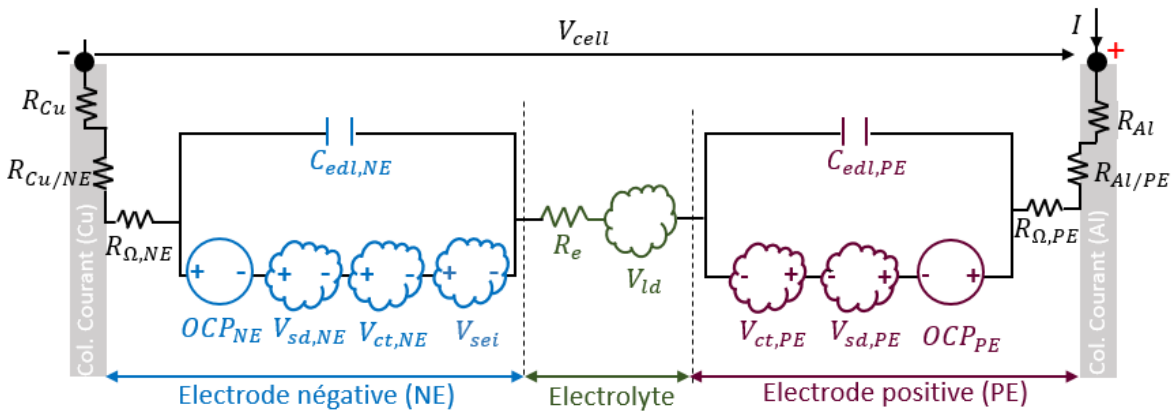 V_cell
I
-
+
R_Cu
R_Cu/NE
R_Ω,NE
Col. Courant (Cu)
C_edl,NE
+ - + - + - + -
OCP_NE V_sd,NE V_ct,NE V_sei
R_e
V_ld
C_edl,PE
- + - + - +
V_ct,PE V_sd,PE OCP_PE
R_Al
R_Al/PE
R_Ω,PE
Col. Courant (Al)
Electrode négative (NE)
Electrolyte
Electrode positive (PE)